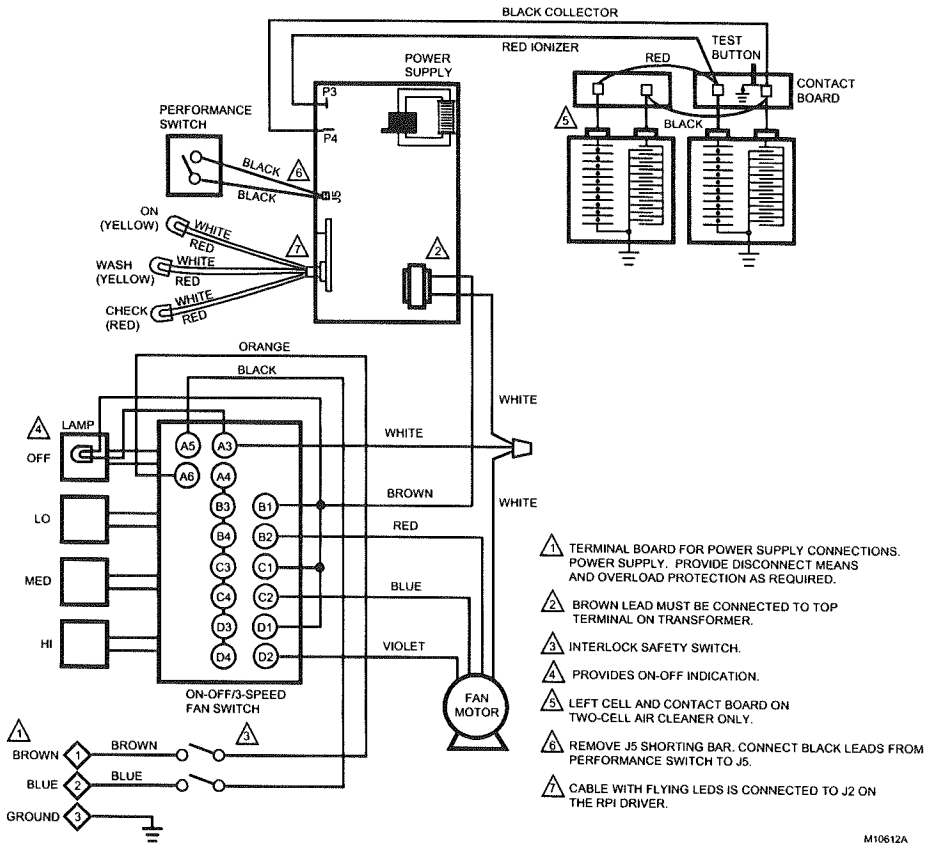 BLACK COLLECTOR
RED IONIZER
TEST
BUTTON
POWER
SUPPLY
RED
CONTACT
BOARD
P3
P4
PERFORMANCE
SWITCH
5
BLACK
BLACK
6
BLACK
J5
ON
(YELLOW)
WHITE
RED
7
2
WASH
(YELLOW)
WHITE
RED
CHECK
(RED)
WHITE
RED
ORANGE
BLACK
WHITE
4
LAMP
OFF
A5
A3
WHITE
A6
A4
BROWN
WHITE
B3
B1
LO
RED
B4
B2
C3
C1
MED
BLUE
C4
C2
D3
D1
HI
VIOLET
D4
D2
ON-OFF/3-SPEED
FAN SWITCH
FAN
MOTOR
1
3
BROWN
1
BROWN
BLUE
2
BLUE
GROUND
3
1 TERMINAL BOARD FOR POWER SUPPLY CONNECTIONS.
POWER SUPPLY. PROVIDE DISCONNECT MEANS
AND OVERLOAD PROTECTION AS REQUIRED.
2 BROWN LEAD MUST BE CONNECTED TO TOP
TERMINAL ON TRANSFORMER.
3 INTERLOCK SAFETY SWITCH.
4 PROVIDES ON-OFF INDICATION.
5 LEFT CELL AND CONTACT BOARD ON
TWO-CELL AIR CLEANER ONLY.
6 REMOVE J5 SHORTING BAR. CONNECT BLACK LEADS FROM
PERFORMANCE SWITCH TO J5.
7 CABLE WITH FLYING LEDS IS CONNECTED TO J2 ON
THE RPI DRIVER.
M10612A